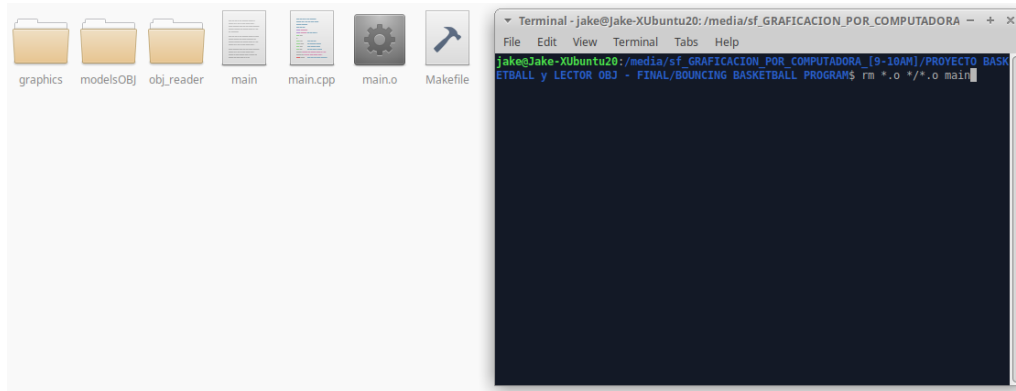 graphics
modelsOBJ
obj_reader
main
main.cpp
main.o
Makefile
Terminal - jake@Jake-XUbuntu20: /media/sf_GRAFICACION_POR_COMPUTADORA
File Edit View Terminal Tabs Help
jake@Jake-XUbuntu20:/media/sf_GRAFICACION_POR_COMPUTADORA_[9-10AM]/PROYECTO BASK
ETBALL y LECTOR OBJ - FINAL/BOUNCING BASKETBALL PROGRAM$ rm *.o */*.o main